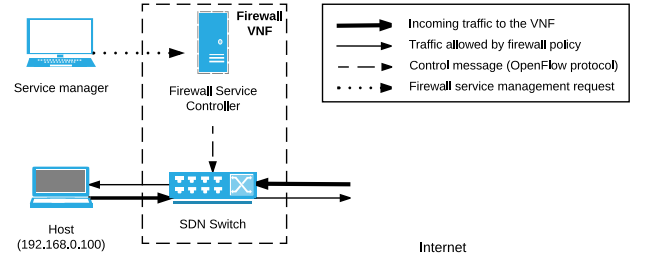 Firewall
VNF
Service manager
Firewall Service
Controller
Incoming traffic to the VNF
Traffic allowed by firewall policy
Control message (OpenFlow protocol)
Firewall service management request
Host
(192.168.0.100)
SDN Switch
Internet